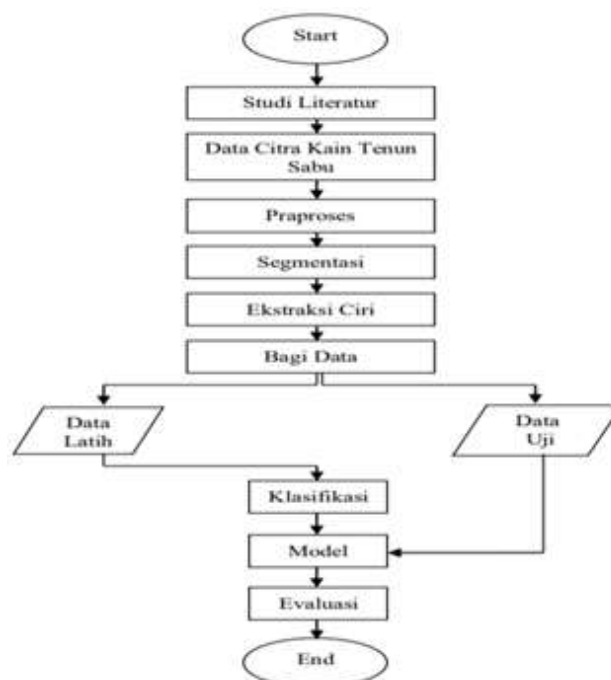 Start
Studi Literatur
Data Citra Kain Tenun
Sabu
Praproses
Segmentasi
Ekstraksi Ciri
Bagi Data
Data
Latih
Data
Uji
Klasifikasi
Model
Evaluasi
End